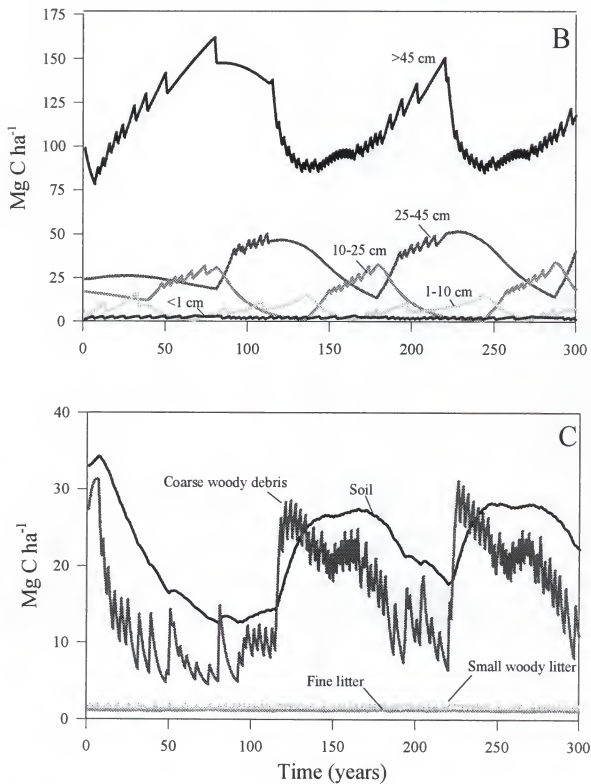 B
175
150
125
100
75
50
25
0
Mg C ha⁻¹
>45 cm
25-45 cm
10-25 cm
1-10 cm
<1 cm
0 50 100 150 200 250 300
C
40
30
20
10
0
Mg C ha⁻¹
Coarse woody debris
Soil
Small woody litter
Fine litter
0 50 100 150 200 250 300
Time (years)